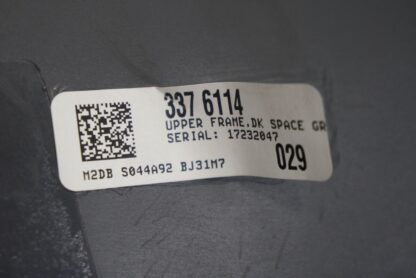 337 6114
UPPER FRAME.DK SPACE GR
SERIAL: 17232047
029
M2DB S044A92 BJ31M7